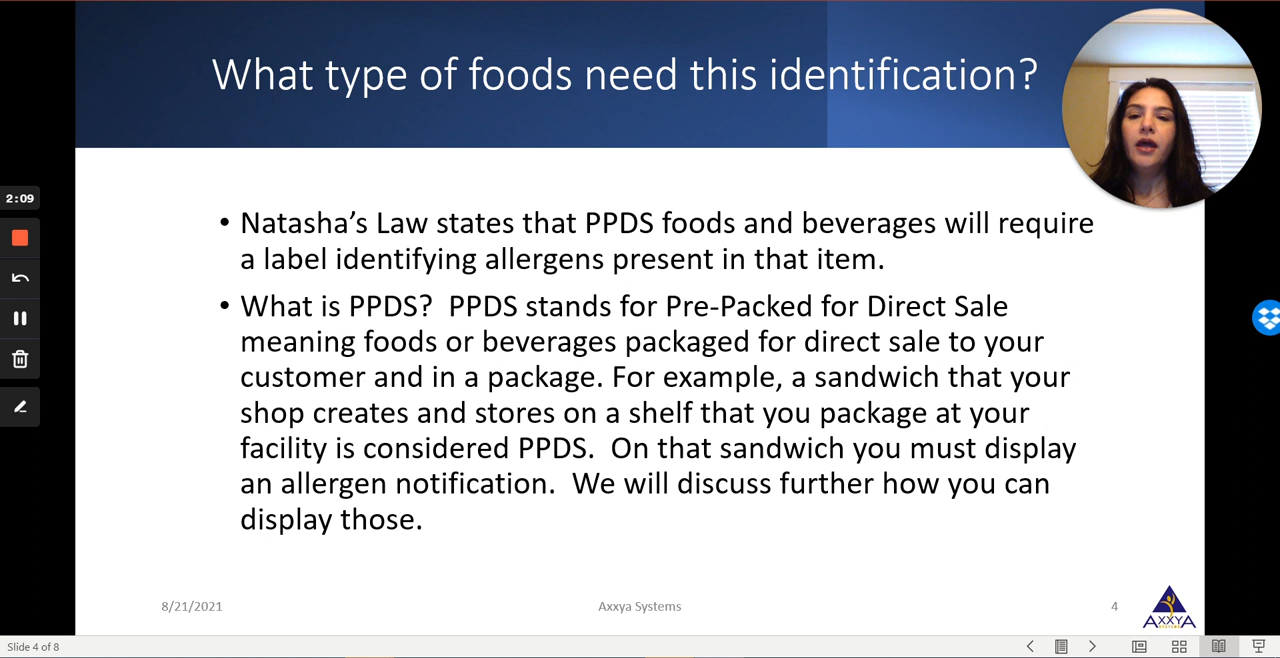 What type of foods need this identification?
2:09
• Natasha’s Law states that PPDS foods and beverages will require
a label identifying allergens present in that item.
• What is PPDS?  PPDS stands for Pre-Packed for Direct Sale
meaning foods or beverages packaged for direct sale to your
customer and in a package. For example, a sandwich that your
shop creates and stores on a shelf that you package at your
facility is considered PPDS.  On that sandwich you must display
an allergen notification.  We will discuss further how you can
display those.
8/21/2021
Axxya Systems
4
AXXYA
SYSTEMS
Slide 4 of 8